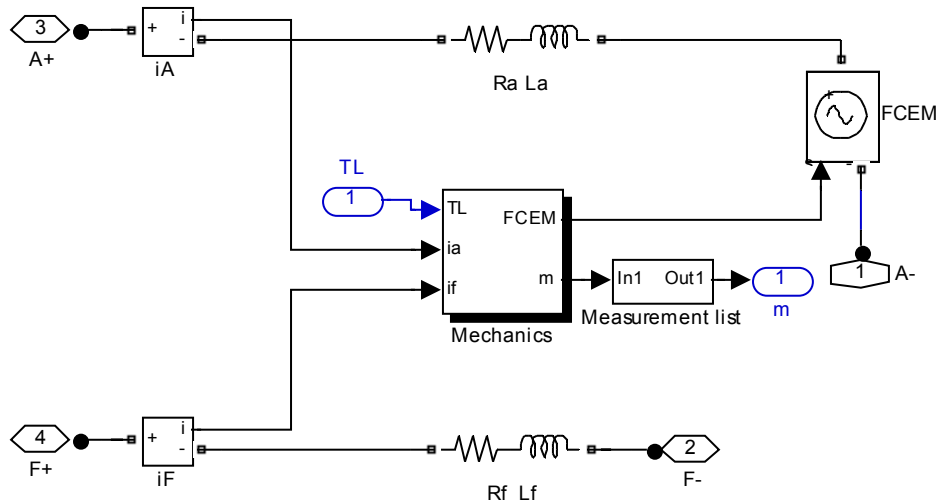 3
A+
+
i
-
iA
Ra La
+
FCEM
s
-
1
A-
TL
1
TL
ia
if
FCEM
m
Mechanics
In1
Out1
Measurement list
1
m
4
F+
+
i
-
iF
Rf Lf
2
F-